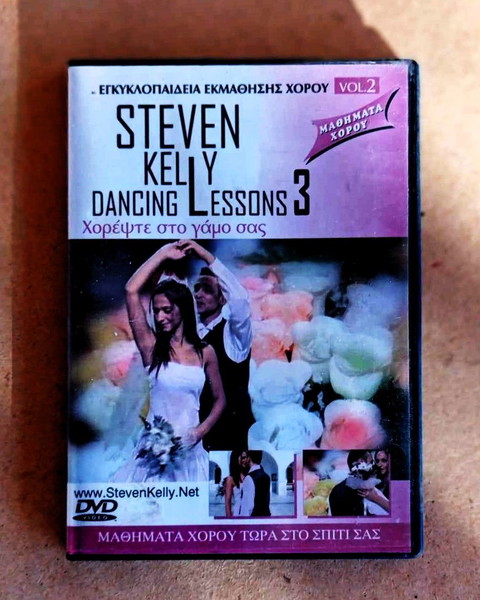 ΕΓΚΥΚΛΟΠΑΙΔΕΙΑ ΕΚΜΑΘΗΣΗΣ ΧΟΡΟΥ VOL.2
STEVEN
KELLY
DANCING LESSONS 3
ΜΑΘΗΜΑΤΑ
ΧΟΡΟΥ
Χορέψτε στο γάμο σας
www.StevenKelly.Net
DVD
VIDEO
ΜΑΘΗΜΑΤΑ ΧΟΡΟΥ ΤΩΡΑ ΣΤΟ ΣΠΙΤΙ ΣΑΣ